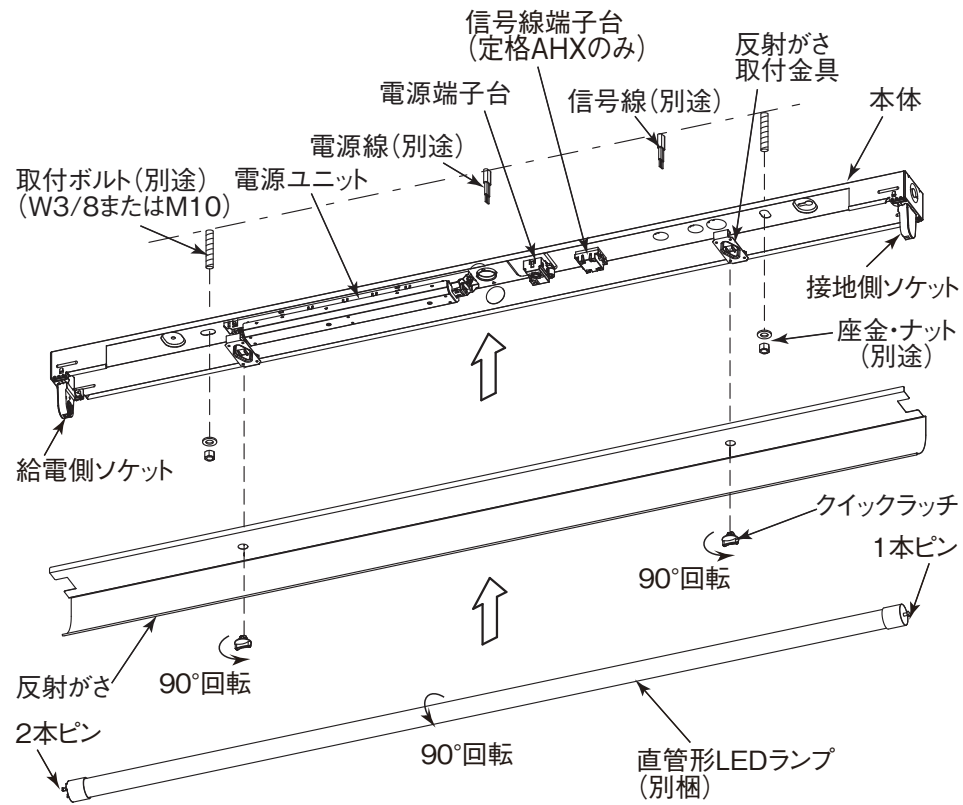 信号線端子台
(定格AHXのみ)
反射がさ
取付金具
電源端子台
信号線(別途)
本体
電源線(別途)
取付ボルト(別途)
(W3/8またはM10)
電源ユニット
接地側ソケット
座金・ナット
(別途)
給電側ソケット
クイックラッチ
1本ピン
90°回転
反射がさ
90°回転
2本ピン
90°回転
直管形LEDランプ
(別梱)